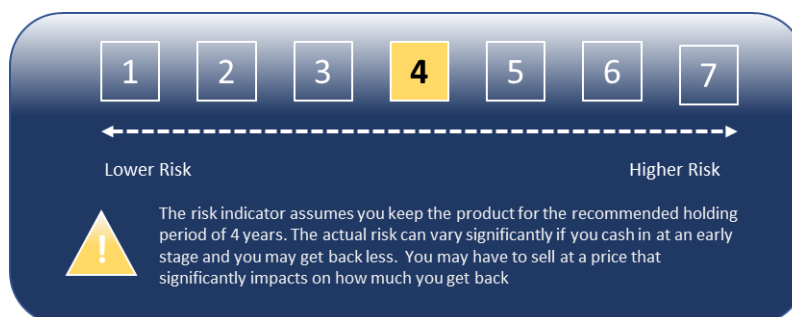 1 2 3 4 5 6 7
Lower Risk Higher Risk
! The risk indicator assumes you keep the product for the recommended holding
period of 4 years. The actual risk can vary significantly if you cash in at an early
stage and you may get back less. You may have to sell at a price that
significantly impacts on how much you get back